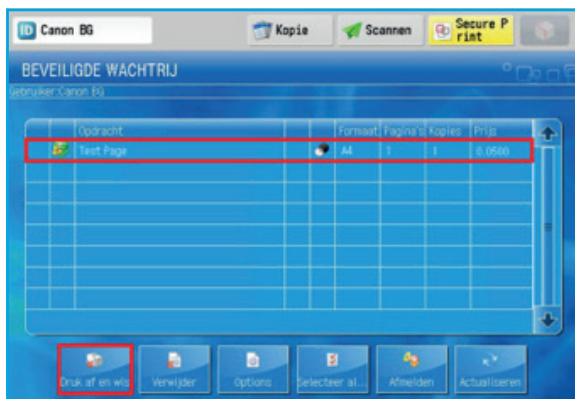 ID Canon BG
Kopie
Scannen
Secure P
rint
BEVEILIGDE WACHTRIJ
Gebruiker:Canon BG
Opdracht Formaat Pagina's Kopies Prijs
Test Page A4 1 1 0.0500
Druk af en wis Verwijder Options Selecteer al... Afmelden Actualiseren